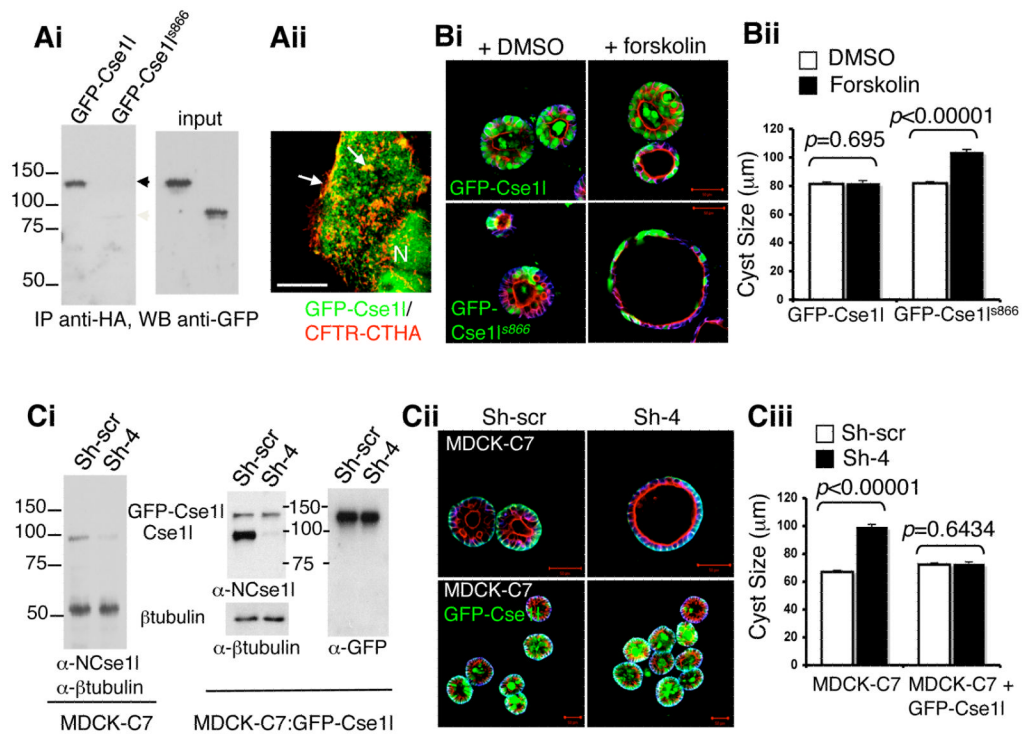 Ai
GFP-Cse1l
GFP-Cse1l^s866
input
150
100
75
50
IP anti-HA, WB anti-GFP
Aii
N
GFP-Cse1l/
CFTR-CTHA
Bi
+ DMSO
+ forskolin
GFP-Cse1l
GFP-
Cse1l^s866
Bii
DMSO
Forskolin
p=0.695
p<0.00001
Cyst Size (μm)
120
100
80
60
40
20
0
GFP-Cse1l
GFP-Cse1l^s866
Ci
Sh-scr
Sh-4
150
100
75
50
α-NCse1l
α-βtubulin
MDCK-C7
Sh-scr
Sh-4
Sh-scr
Sh-4
GFP-Cse1l
Cse1l
150
100
75
α-NCse1l
βtubulin
α-βtubulin
α-GFP
MDCK-C7:GFP-Cse1l
Cii
Sh-scr
Sh-4
MDCK-C7
MDCK-C7
GFP-Cse1l
Ciii
Sh-scr
Sh-4
p<0.00001
p=0.6434
Cyst Size (μm)
120
100
80
60
40
20
0
MDCK-C7
MDCK-C7 +
GFP-Cse1l